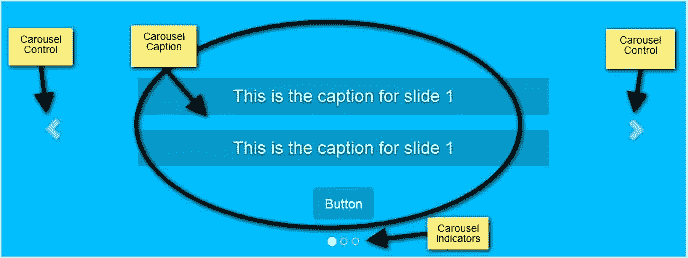 Carousel
Control
Carousel
Caption
Carousel
Control
This is the caption for slide 1
This is the caption for slide 1
Button
Carousel
Indicators